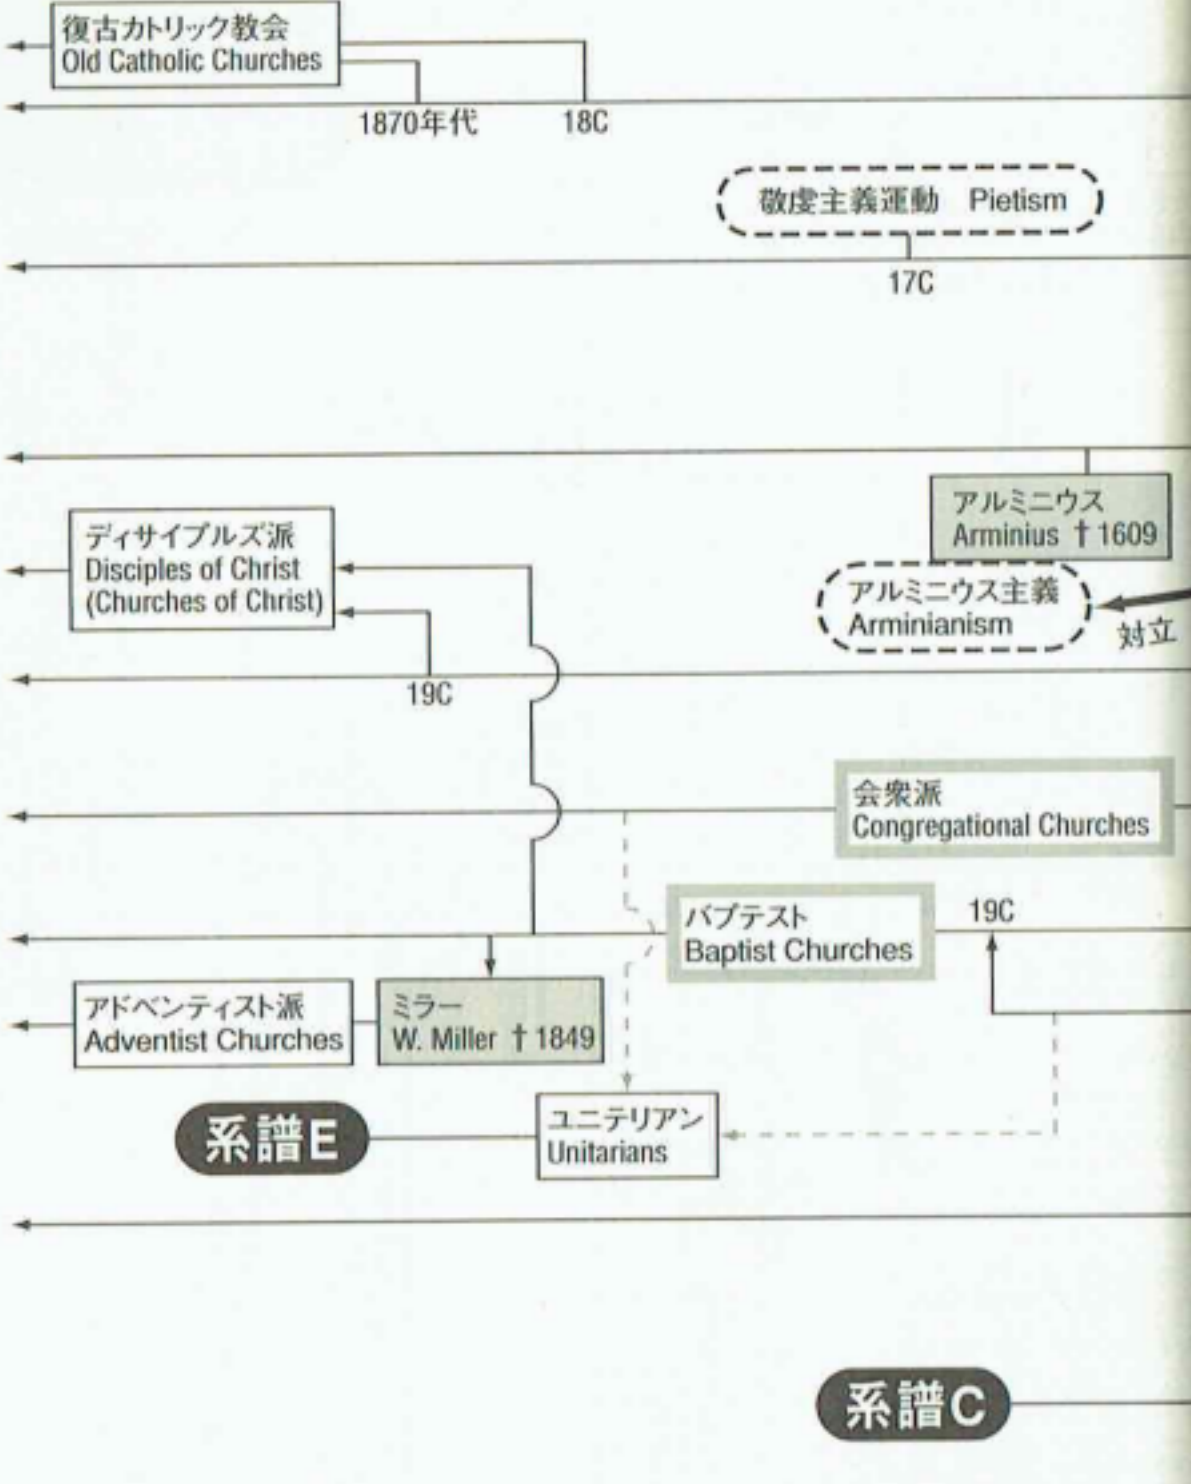 復古カトリック教会
Old Catholic Churches
1870年代
18C
敬虔主義運動 Pietism
17C
アルミニウス
Arminius †1609
ディサイプルズ派
Disciples of Christ
(Churches of Christ)
アルミニウス主義
Arminianism
対立
19C
会衆派
Congregational Churches
バプテスト
Baptist Churches
19C
アドベンティスト派
Adventist Churches
ミラー
W. Miller †1849
系譜E
ユニテリアン
Unitarians
系譜C